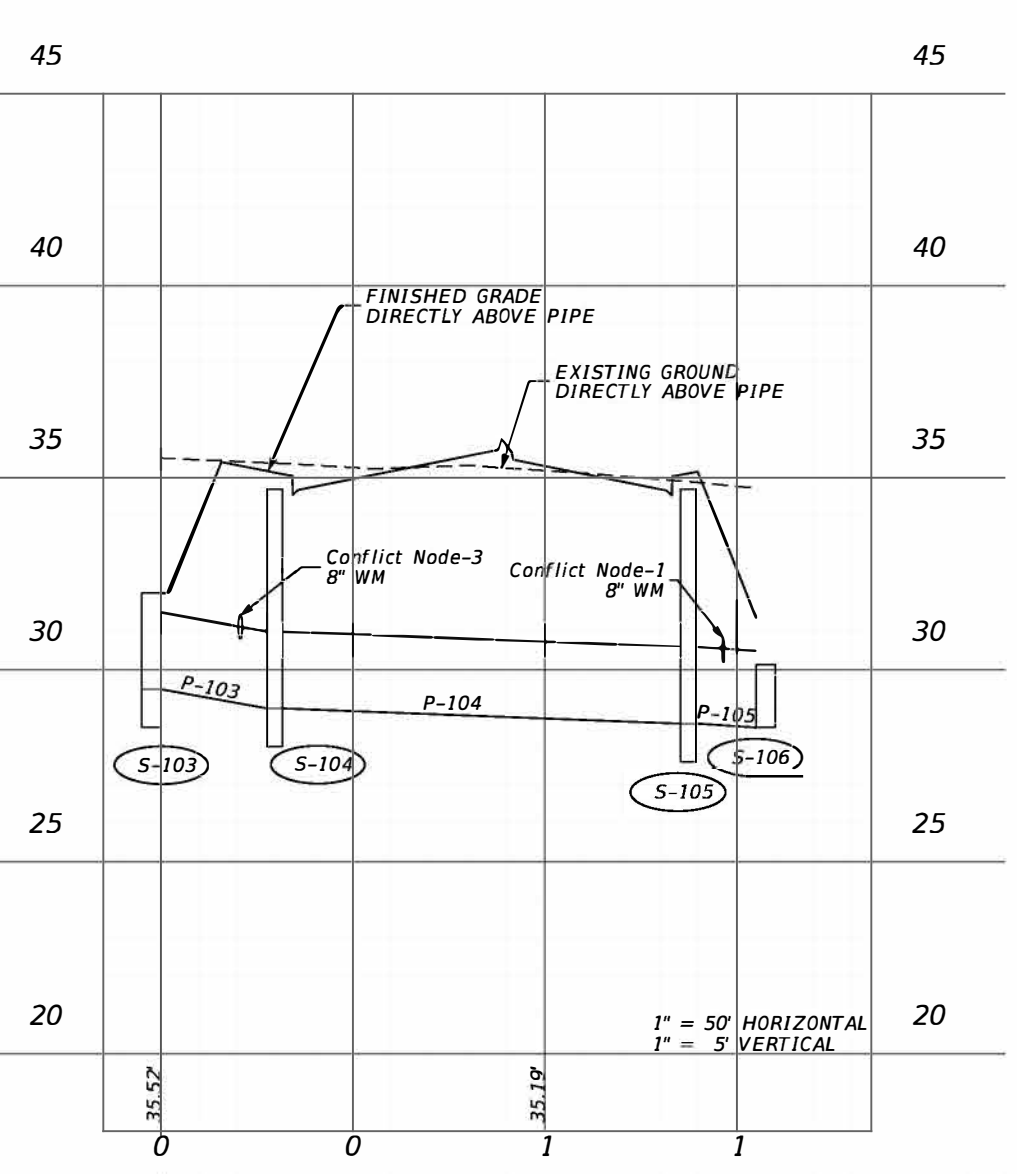 45 45
40 40
FINISHED GRADE
DIRECTLY ABOVE PIPE
EXISTING GROUND
DIRECTLY ABOVE PIPE
35 35
Conflict Node-3
8" WM
Conflict Node-1
8" WM
30 30
P-103
P-104
P-105
S-103
S-104
S-106
S-105
25 25
20 20
1" = 50' HORIZONTAL
1" = 5' VERTICAL
35.52'
35.19'
0 0 1 1